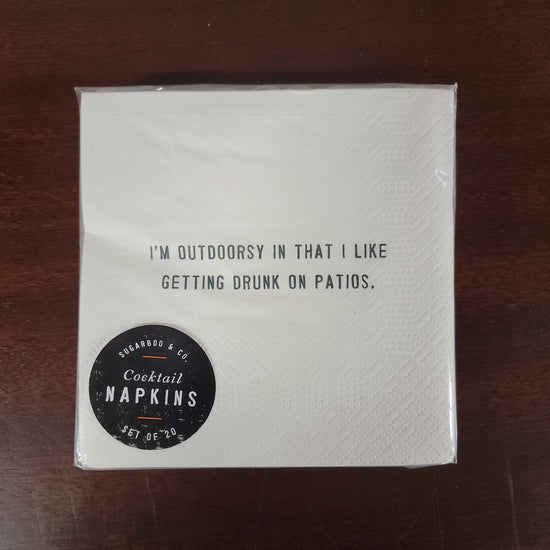 I'M OUTDOORSY IN THAT I LIKE
GETTING DRUNK ON PATIOS.
SUGARBOO & CO.
Cocktail
NAPKINS
SET OF 20